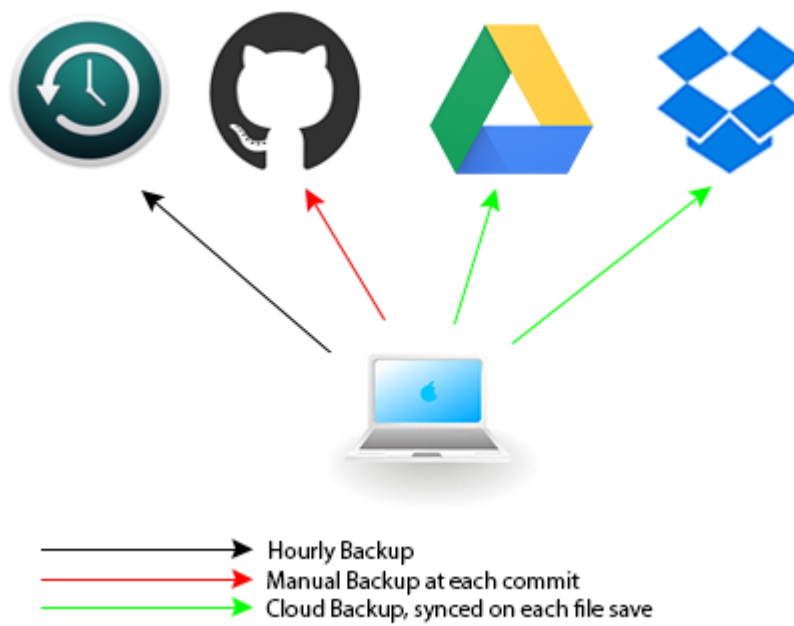 Hourly Backup
Manual Backup at each commit
Cloud Backup, synced on each file save